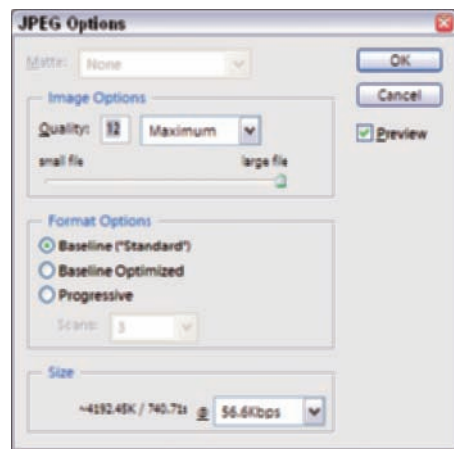 JPEG Options
Matte: None
OK
Cancel
Preview
Image Options
Quality: 12 Maximum
small file large file
Format Options
Baseline ("Standard")
Baseline Optimized
Progressive
Scans: 3
Size
~4192.45K / 740.71s @ 56.6Kbps